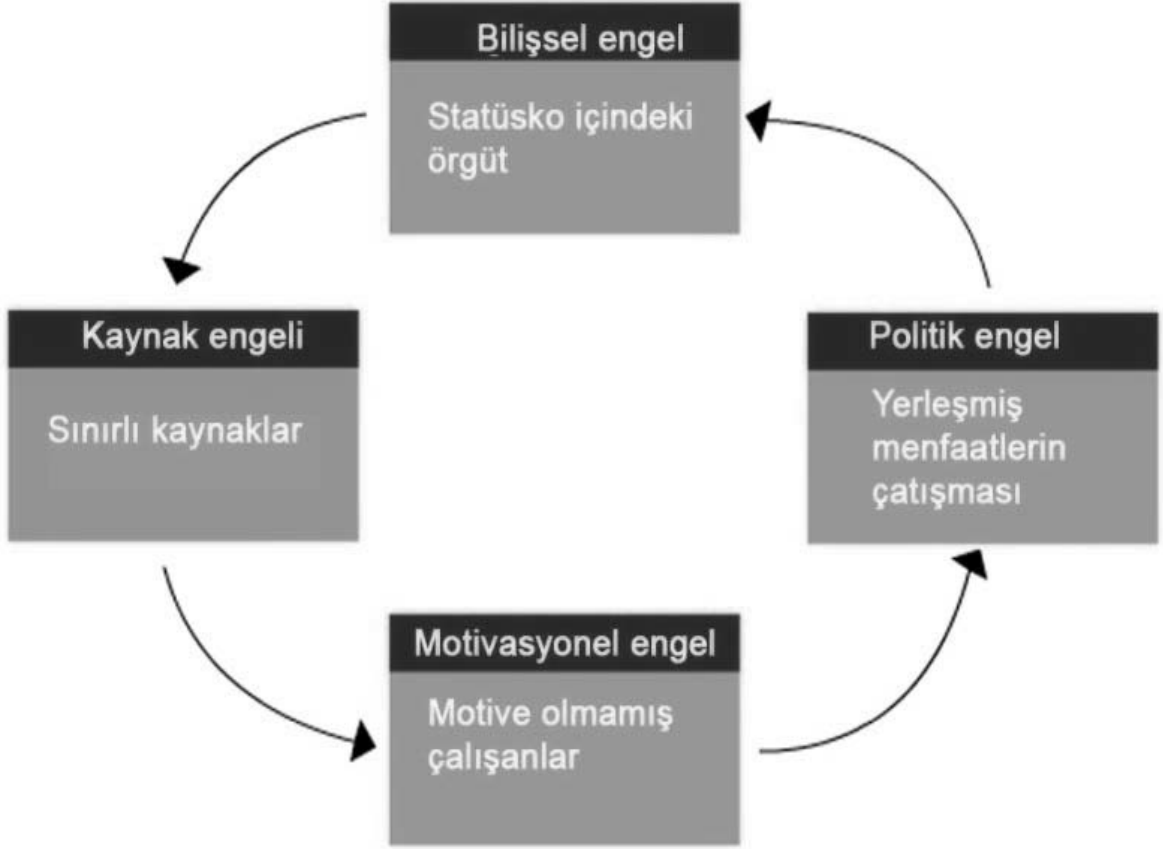 Bilişsel engel
Statüsko içindeki
örgüt
Kaynak engeli
Sınırlı kaynaklar
Politik engel
Yerleşmiş
menfaatlerin
çatışması
Motivasyonel engel
Motive olmamış
çalışanlar